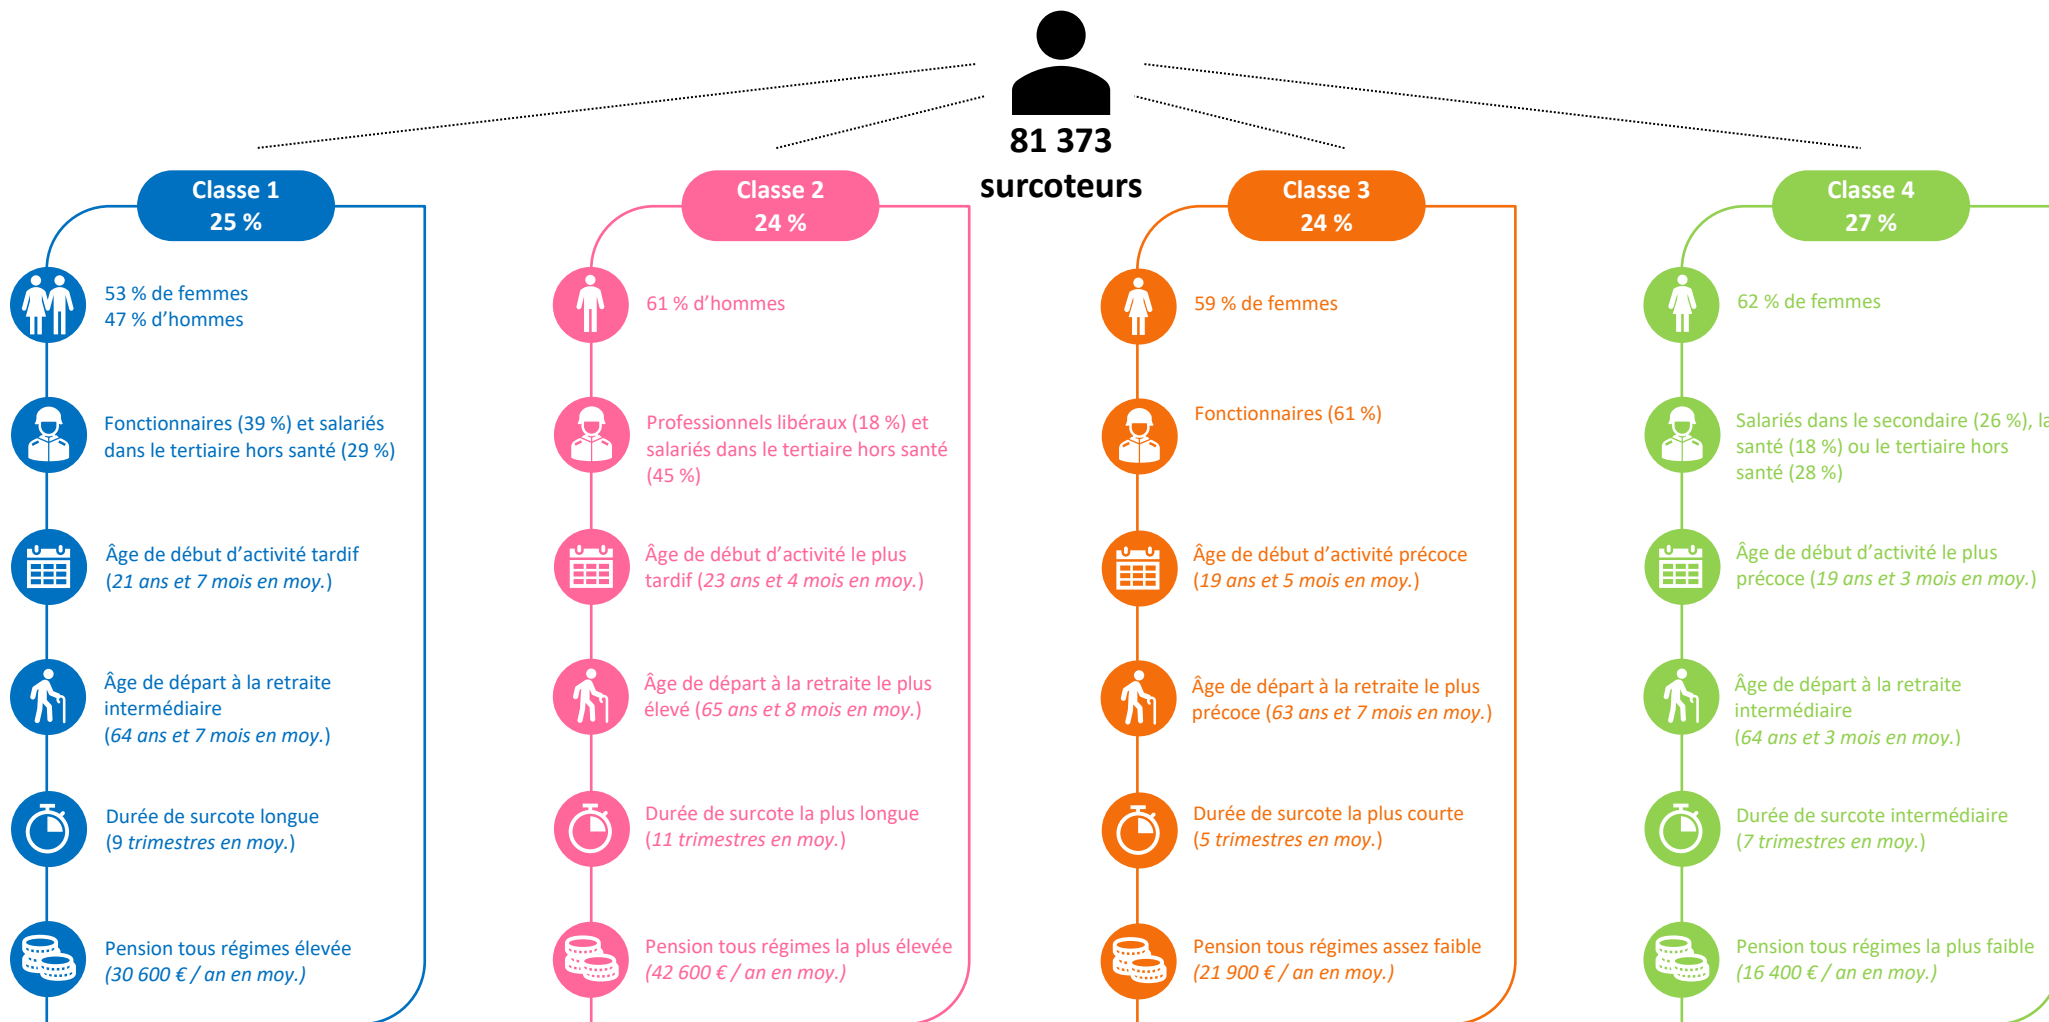 81 373
surcoteurs
Classe 1
25 %
53 % de femmes
47 % d’hommes
Fonctionnaires (39 %) et salariés
dans le tertiaire hors santé (29 %)
Âge de début d’activité tardif
(21 ans et 7 mois en moy.)
Âge de départ à la retraite
intermédiaire
(64 ans et 7 mois en moy.)
Durée de surcote longue
(9 trimestres en moy.)
Pension tous régimes élevée
(30 600 € / an en moy.)
Classe 2
24 %
61 % d’hommes
Professionnels libéraux (18 %) et
salariés dans le tertiaire hors santé
(45 %)
Âge de début d’activité le plus
tardif (23 ans et 4 mois en moy.)
Âge de départ à la retraite le plus
élevé (65 ans et 8 mois en moy.)
Durée de surcote la plus longue
(11 trimestres en moy.)
Pension tous régimes la plus élevée
(42 600 € / an en moy.)
Classe 3
24 %
59 % de femmes
Fonctionnaires (61 %)
Âge de début d’activité précoce
(19 ans et 5 mois en moy.)
Âge de départ à la retraite le plus
précoce (63 ans et 7 mois en moy.)
Durée de surcote la plus courte
(5 trimestres en moy.)
Pension tous régimes assez faible
(21 900 € / an en moy.)
Classe 4
27 %
62 % de femmes
Salariés dans le secondaire (26 %), la
santé (18 %) ou le tertiaire hors
santé (28 %)
Âge de début d’activité le plus
précoce (19 ans et 3 mois en moy.)
Âge de départ à la retraite
intermédiaire
(64 ans et 3 mois en moy.)
Durée de surcote intermédiaire
(7 trimestres en moy.)
Pension tous régimes la plus faible
(16 400 € / an en moy.)